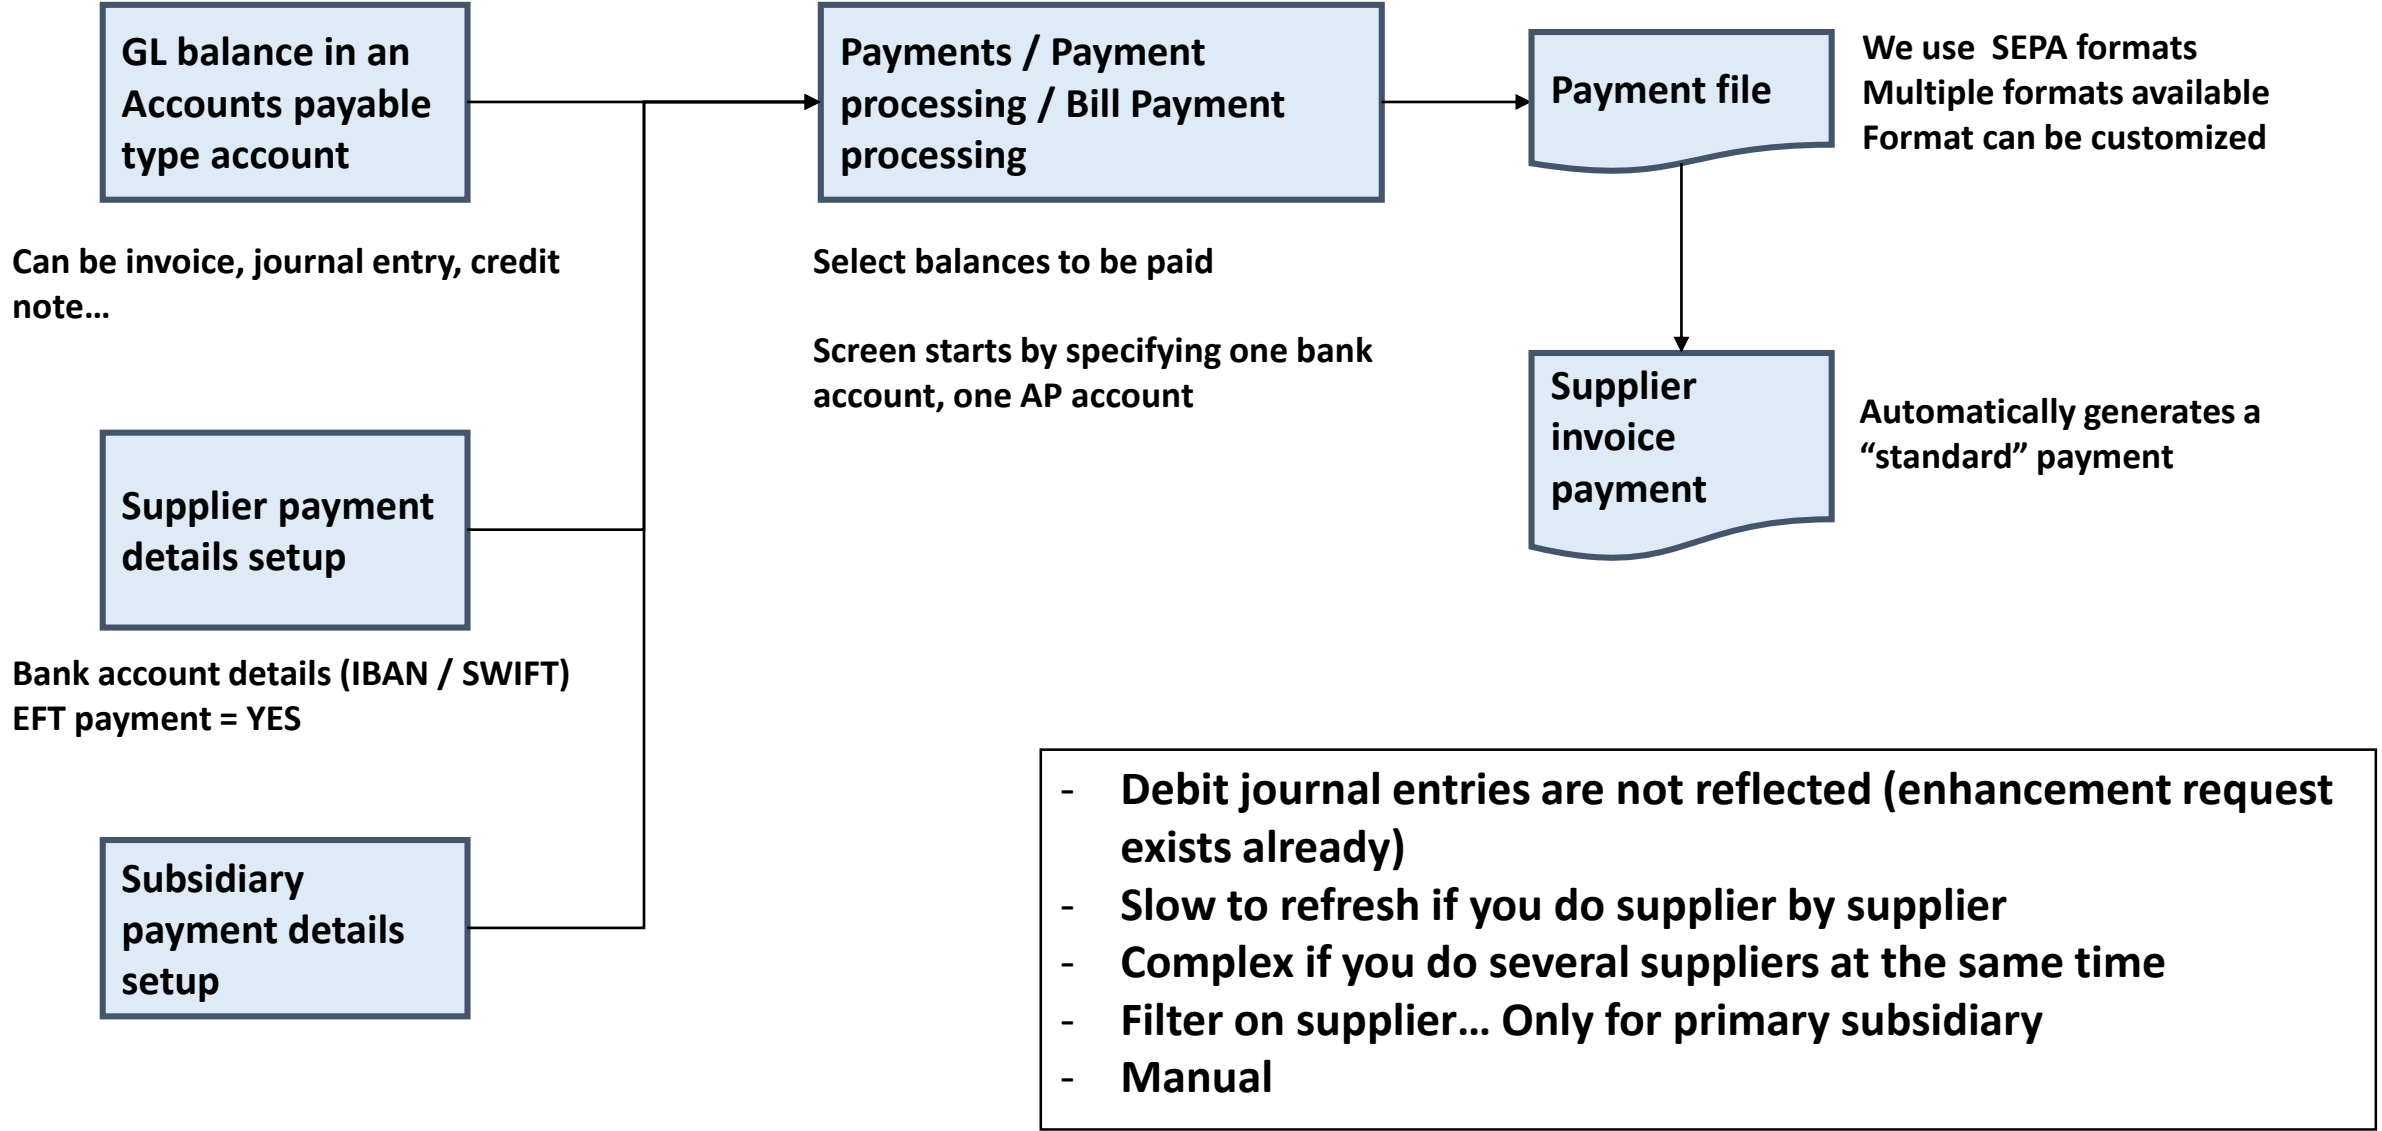 GL balance in an
Accounts payable
type account
Can be invoice, journal entry, credit
note…
Supplier payment
details setup
Bank account details (IBAN / SWIFT)
EFT payment = YES
Subsidiary
payment details
setup
Payments / Payment
processing / Bill Payment
processing
Select balances to be paid
Screen starts by specifying one bank
account, one AP account
Payment file
We use  SEPA formats
Multiple formats available
Format can be customized
Supplier
invoice
payment
Automatically generates a
“standard” payment
- Debit journal entries are not reflected (enhancement request
exists already)
- Slow to refresh if you do supplier by supplier
- Complex if you do several suppliers at the same time
- Filter on supplier… Only for primary subsidiary
- Manual